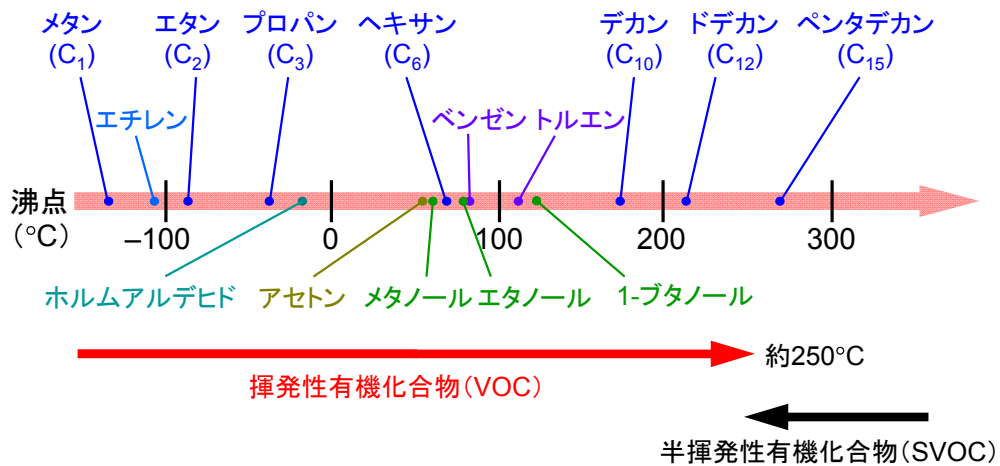 メタン エタン プロパン ヘキサン デカン ドデカン ペンタデカン
(C₁) (C₂) (C₃) (C₆) (C₁₀) (C₁₂) (C₁₅)
エチレン ベンゼン トルエン
沸点
(°C)
–100 0 100 200 300
ホルムアルデヒド アセトン メタノール エタノール 1-ブタノール
約250°C
揮発性有機化合物(VOC)
半揮発性有機化合物(SVOC)